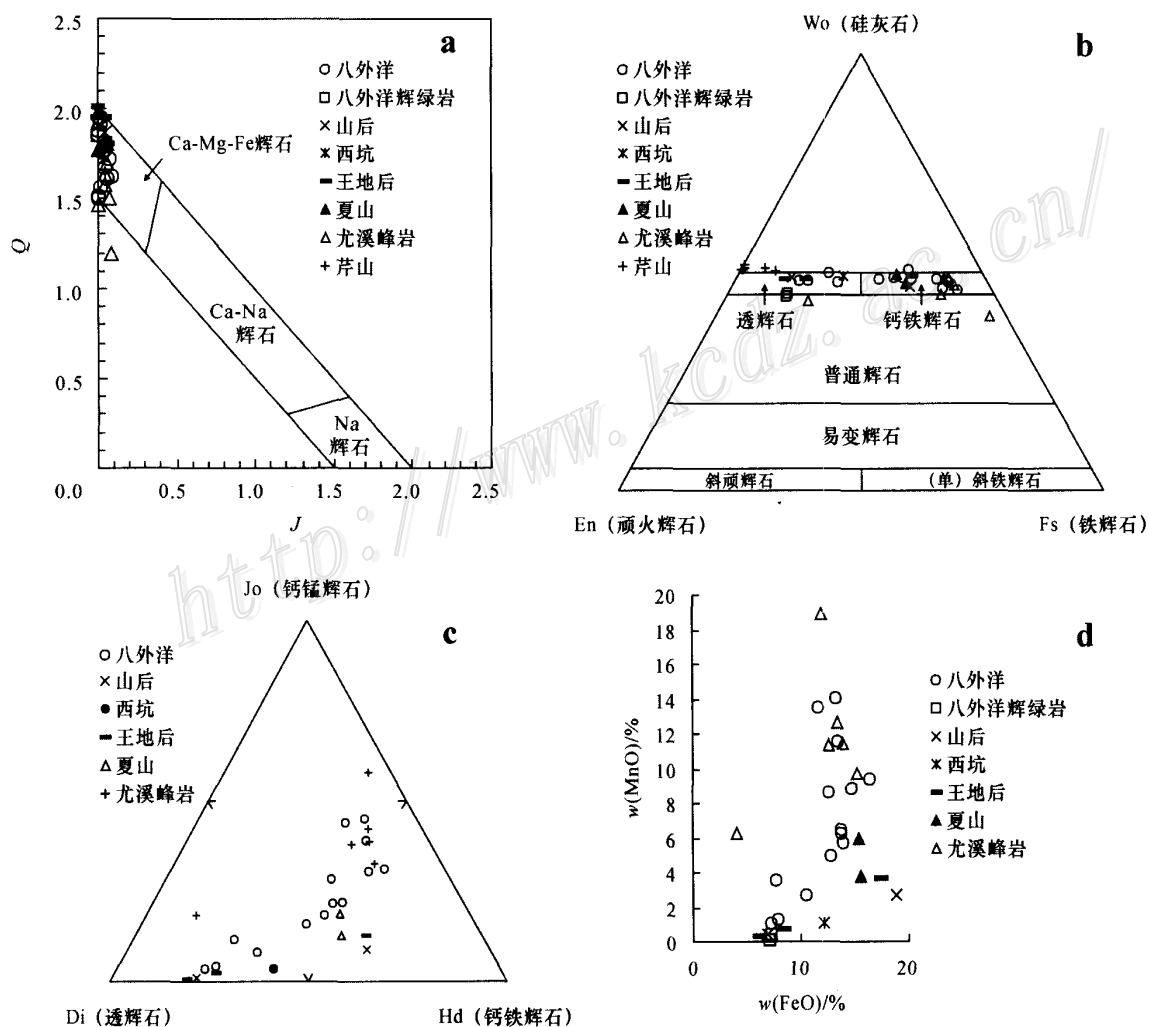 a
2.5
2.0
1.5
1.0
0.5
0.0
0.5
1.0
1.5
2.0
2.5
Q
J
八外洋
八外洋辉绿岩
山后
西坑
王地后
夏山
尤溪峰岩
芹山
Ca-Mg-Fe辉石
Ca-Na
辉石
Na
辉石
b
Wo（硅灰石）
八外洋
八外洋辉绿岩
山后
西坑
王地后
夏山
尤溪峰岩
芹山
透辉石
钙铁辉石
普通辉石
易变辉石
斜顽辉石
（单）斜铁辉石
En（顽火辉石）
Fs（铁辉石）
c
Jo（钙锰辉石）
八外洋
山后
西坑
王地后
夏山
尤溪峰岩
Di（透辉石）
Hd（钙铁辉石）
d
20
18
16
14
12
10
8
6
4
2
0
0
10
20
w(MnO)/%
w(FeO)/%
八外洋
八外洋辉绿岩
山后
西坑
王地后
夏山
尤溪峰岩
http://www.kcdz.ac.cn/